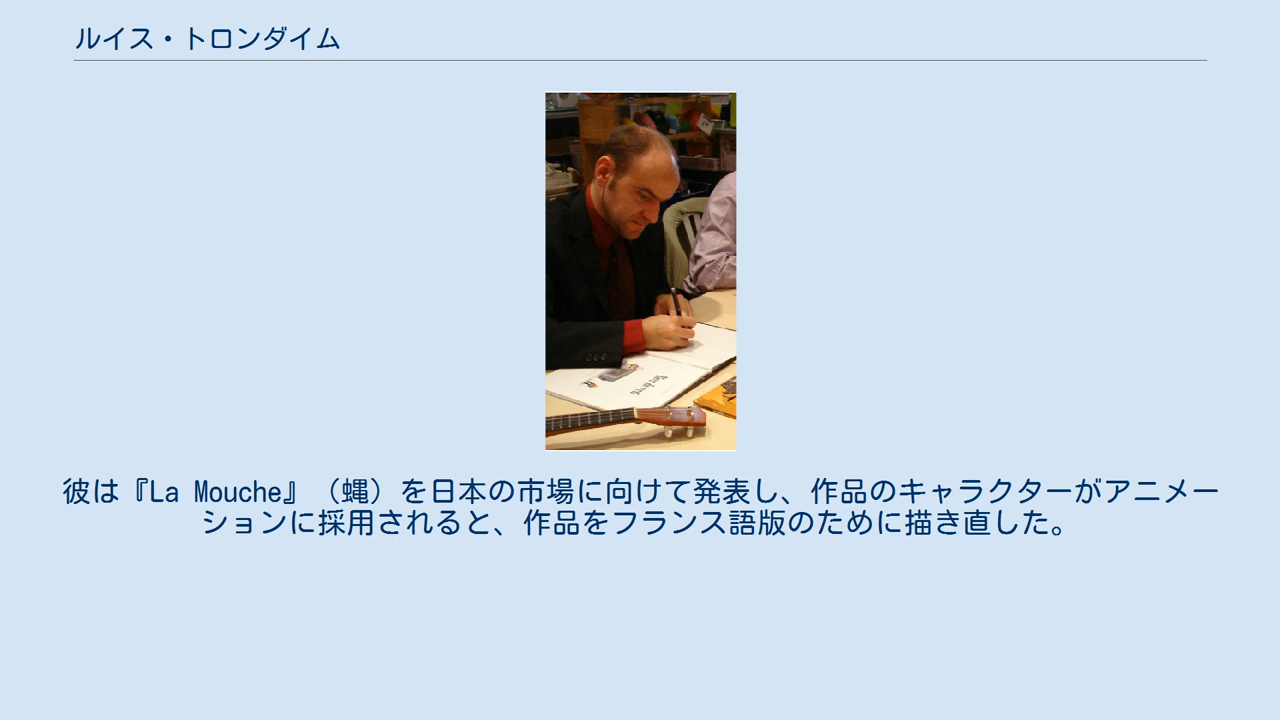 ルイス・トロンダイム
彼は『La Mouche』（蝿）を日本の市場に向けて発表し、作品のキャラクターがアニメー
ションに採用されると、作品をフランス語版のために描き直した。